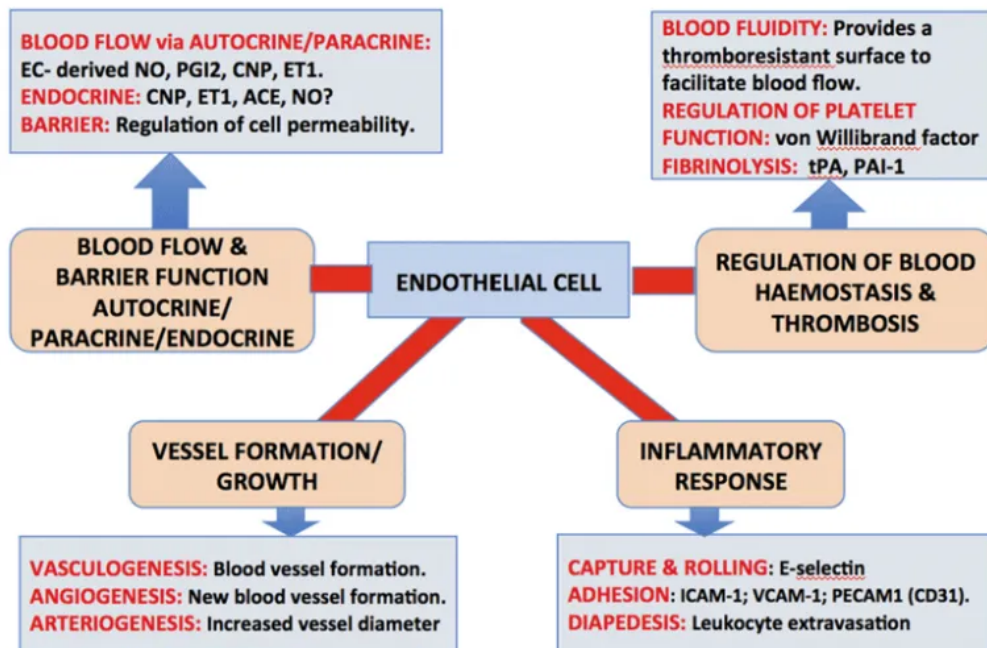 BLOOD FLOW via AUTOCRINE/PARACRINE:
EC- derived NO, PGI2, CNP, ET1.
ENDOCRINE: CNP, ET1, ACE, NO?
BARRIER: Regulation of cell permeability.
BLOOD FLUIDITY: Provides a
thromboresistant surface to
facilitate blood flow.
REGULATION OF PLATELET
FUNCTION: von Willibrand factor
FIBRINOLYSIS: tPA, PAI-1
BLOOD FLOW &
BARRIER FUNCTION
AUTOCRINE/
PARACRINE/ENDOCRINE
ENDOTHELIAL CELL
REGULATION OF BLOOD
HAEMOSTASIS &
THROMBOSIS
VESSEL FORMATION/
GROWTH
INFLAMMATORY
RESPONSE
VASCULOGENESIS: Blood vessel formation.
ANGIOGENESIS: New blood vessel formation.
ARTERIOGENESIS: Increased vessel diameter
CAPTURE & ROLLING: E-selectin
ADHESION: ICAM-1; VCAM-1; PECAM1 (CD31).
DIAPEDESIS: Leukocyte extravasation